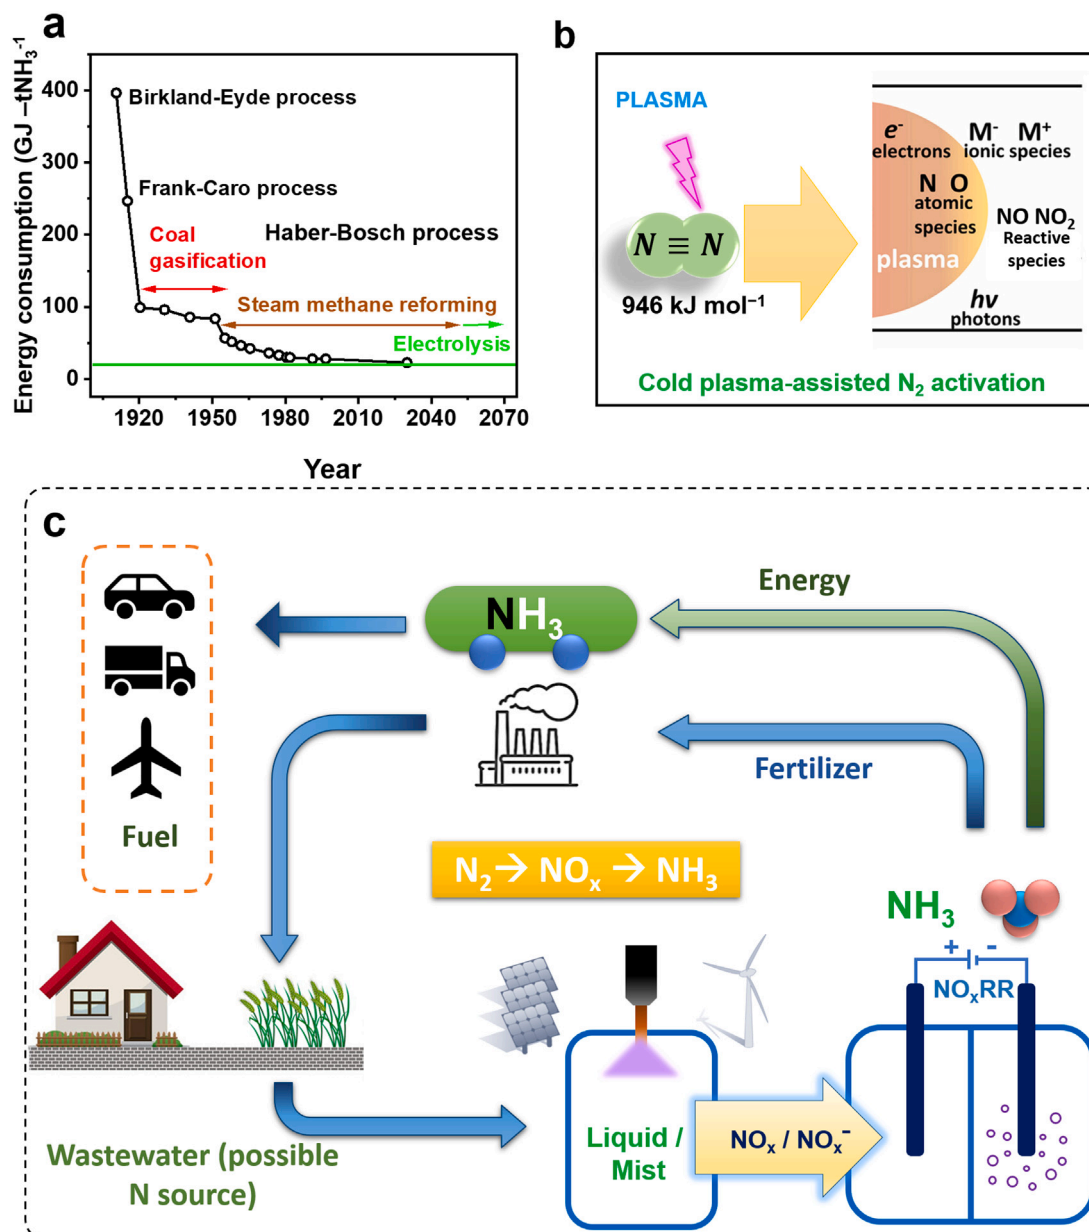 a
Energy consumption (GJ –tNH₃⁻¹)
400
300
200
100
0
Birkland-Eyde process
Frank-Caro process
Coal
gasification
Haber-Bosch process
Steam methane reforming
Electrolysis
1920 1950 1980 2010 2040 2070
Year
b
PLASMA
N ≡ N
946 kJ mol⁻¹
e⁻
electrons
M⁻ M⁺
ionic species
N O
atomic
species
NO NO₂
Reactive
species
plasma
hv
photons
Cold plasma-assisted N₂ activation
c
Fuel
NH₃
Energy
Fertilizer
N₂→ NOₓ → NH₃
NH₃
+ -
NOₓRR
Wastewater (possible
N source)
Liquid /
Mist
NOₓ / NOₓ⁻